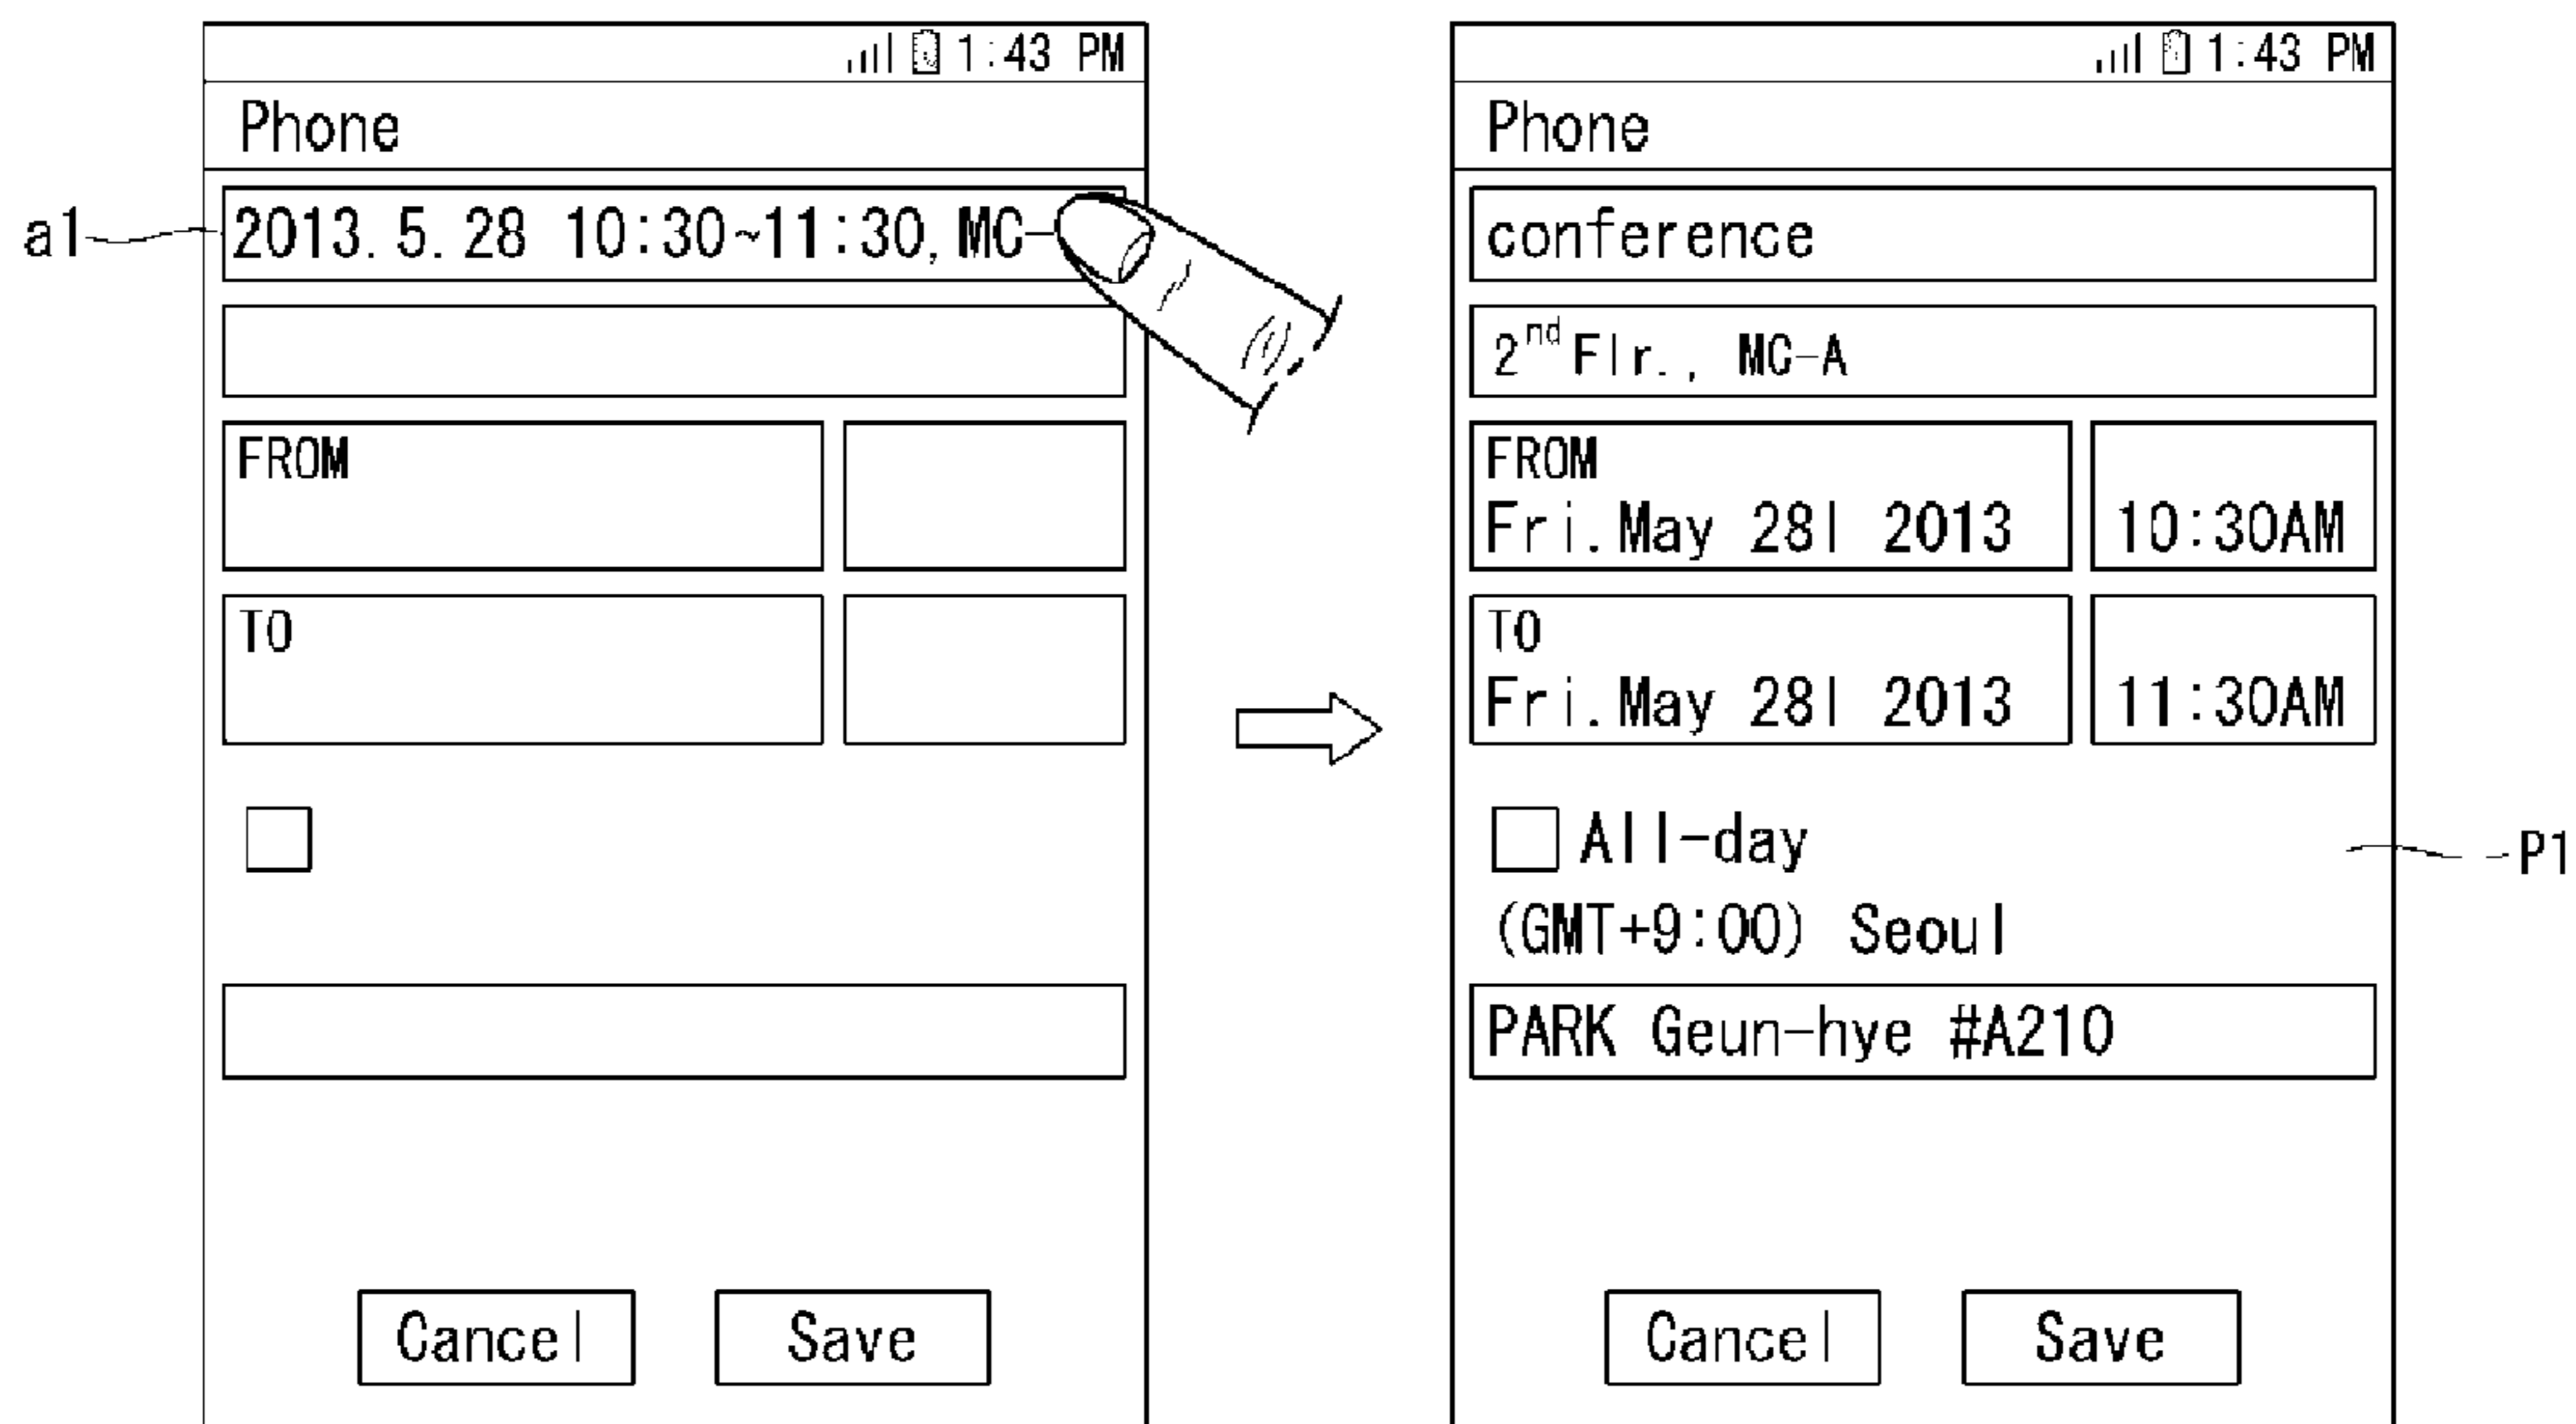 1:43 PM
Phone
a1
2013.5.28 10:30~11:30, MC-
FROM
TO
Cancel
Save
1:43 PM
Phone
conference
2nd Flr., MC-A
FROM
Fri.May 28l 2013
10:30AM
TO
Fri.May 28l 2013
11:30AM
All-day
P1
(GMT+9:00) Seoul
PARK Geun-hye #A210
Cancel
Save